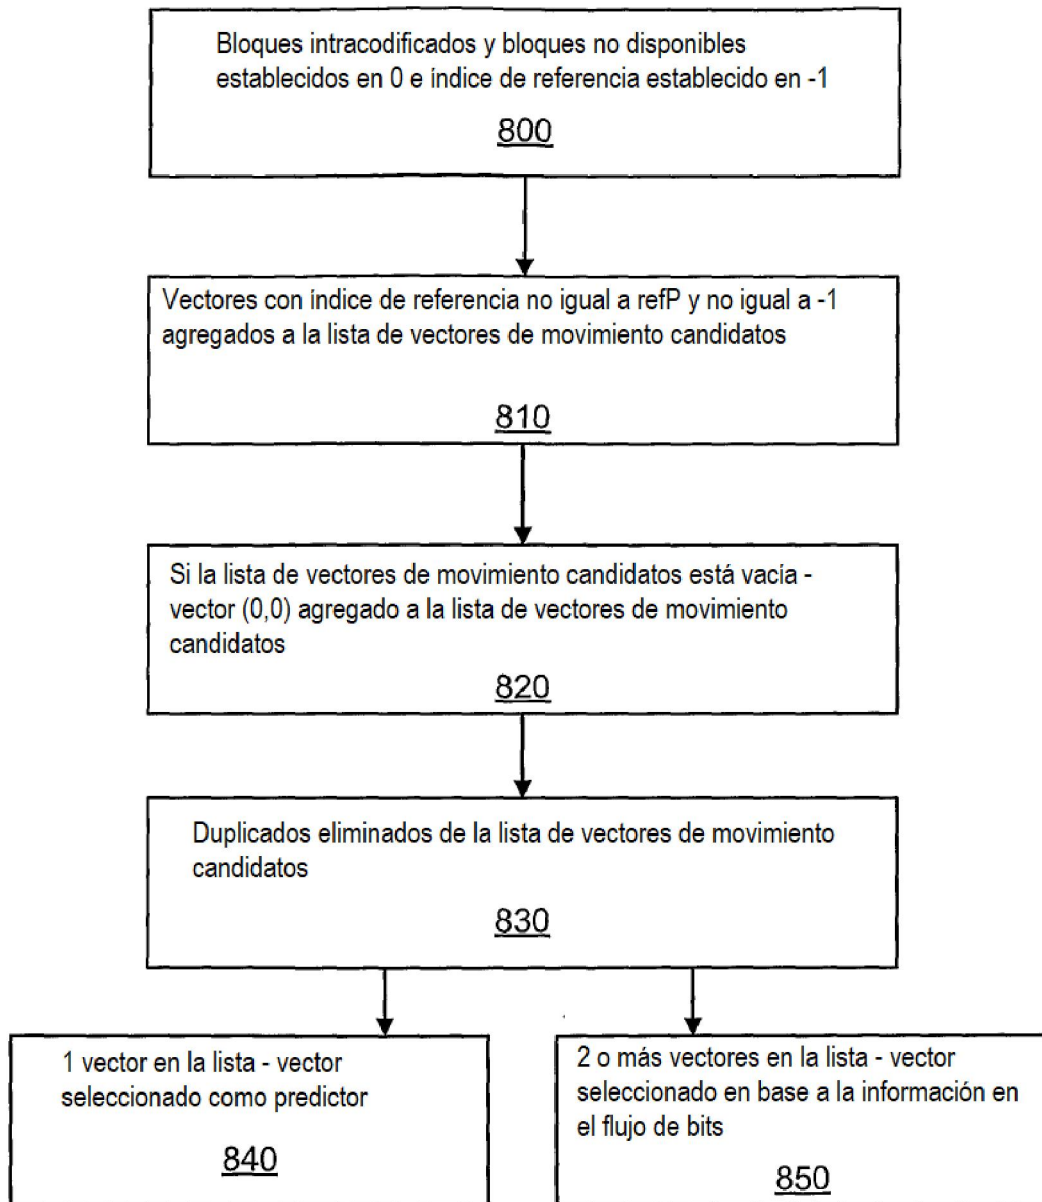 Bloques intracodificados y bloques no disponibles
establecidos en 0 e índice de referencia establecido en -1
800
Vectores con índice de referencia no igual a refP y no igual a -1
agregados a la lista de vectores de movimiento candidatos
810
Si la lista de vectores de movimiento candidatos está vacía -
vector (0,0) agregado a la lista de vectores de movimiento
candidatos
820
Duplicados eliminados de la lista de vectores de movimiento
candidatos
830
1 vector en la lista - vector
seleccionado como predictor
840
2 o más vectores en la lista - vector
seleccionado en base a la información en
el flujo de bits
850